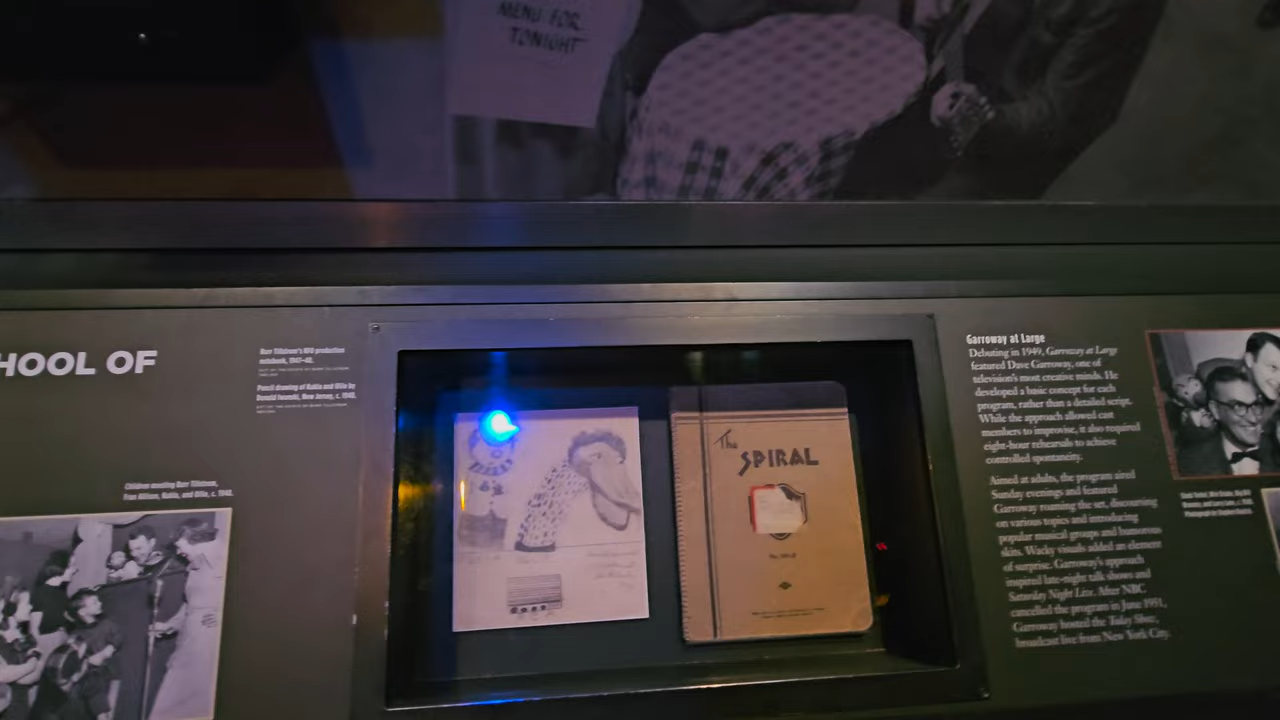 MENU FOR
TONIGHT
HOOL OF
Burr Tillstrom's KFO production
notebook, 1947–48.
Pencil drawing of Kukla and Ollie by
Donald Iwanski, New Jersey, c. 1948.
Children meeting Burr Tillstrom,
Fran Allison, Kukla, and Ollie, c. 1948.
The
SPIRAL
Garroway at Large
Debuting in 1949, Garroway at Large
featured Dave Garroway, one of
television's most creative minds. He
developed a basic concept for each
program, rather than a detailed script.
While the approach allowed cast
members to improvise, it also required
eight-hour rehearsals to achieve
controlled spontaneity.
Aimed at adults, the program aired
Sunday evenings and featured
Garroway roaming the set, discoursing
on various topics and introducing
popular musical groups and humorous
skits. Wacky visuals added an element
of surprise. Garroway's approach
inspired late-night talk shows and
Saturday Night Live. After NBC
cancelled the program in June 1951,
Garroway hosted the Today Show,
broadcast live from New York City.